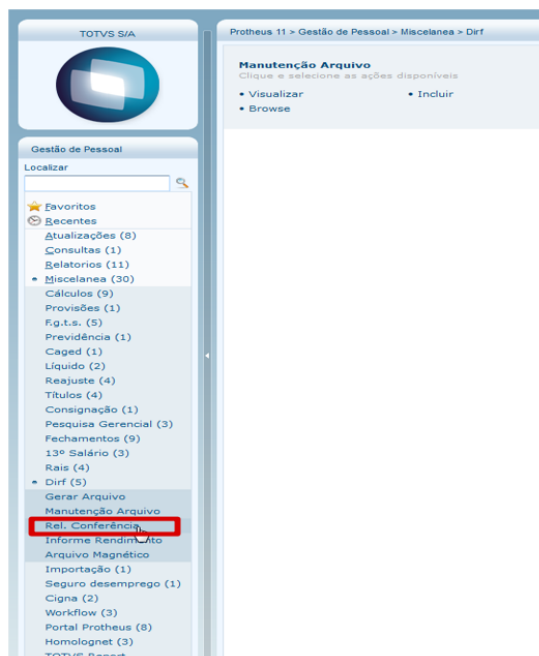 TOTVS S/A
Protheus 11 > Gestão de Pessoal > Miscelanea > Dirf
Manutenção Arquivo
Clique e selecione as ações disponíveis
• Visualizar
• Incluir
• Browse
Gestão de Pessoal
Localizar
Favoritos
Recentes
Atualizações (8)
Consultas (1)
Relatorios (11)
• Miscelanea (30)
Cálculos (9)
Provisões (1)
F.g.t.s. (5)
Previdência (1)
Caged (1)
Líquido (2)
Reajuste (4)
Títulos (4)
Consignação (1)
Pesquisa Gerencial (3)
Fechamentos (9)
13º Salário (3)
Rais (4)
• Dirf (5)
Gerar Arquivo
Manutenção Arquivo
Rel. Conferência
Informe Rendimento
Arquivo Magnético
Importação (1)
Seguro desemprego (1)
Cigna (2)
Workflow (3)
Portal Protheus (8)
Homolognet (3)
TOTVS Report